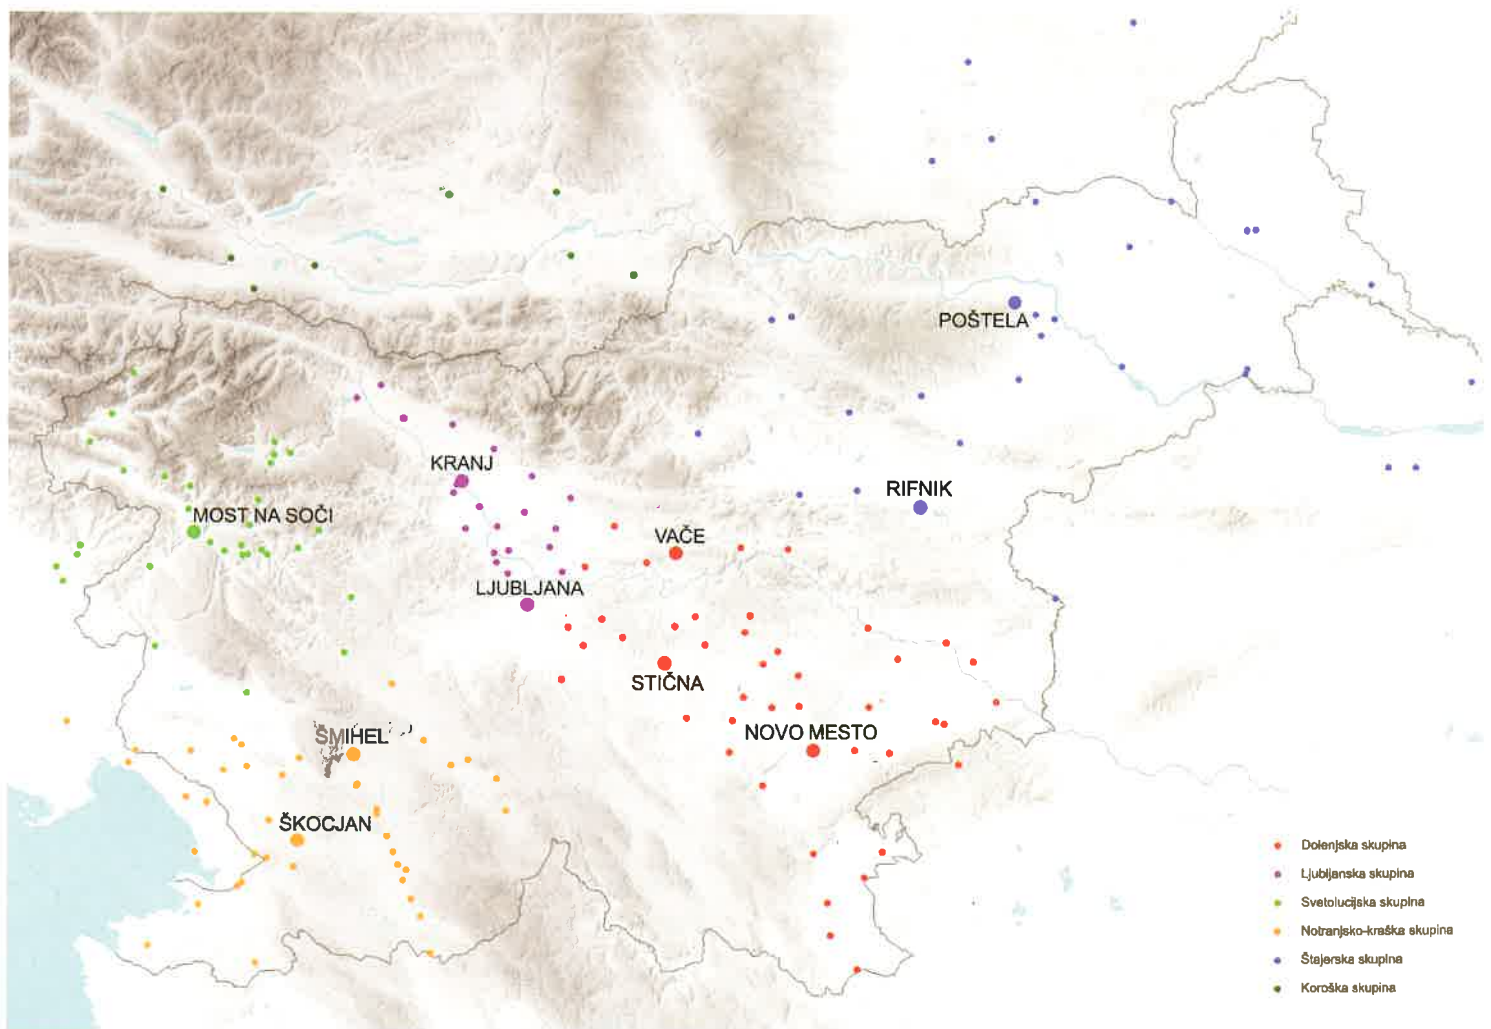 POŠTELA
KRANJ
RIFNIK
MOST NA SOČI
VAČE
LJUBLJANA
STIČNA
NOVO MESTO
ŠMIHEL
ŠKOCJAN
Dolenjska skupina
Ljubljanska skupina
Svetolucijska skupina
Notranjsko-kraška skupina
Štajerska skupina
Koroška skupina